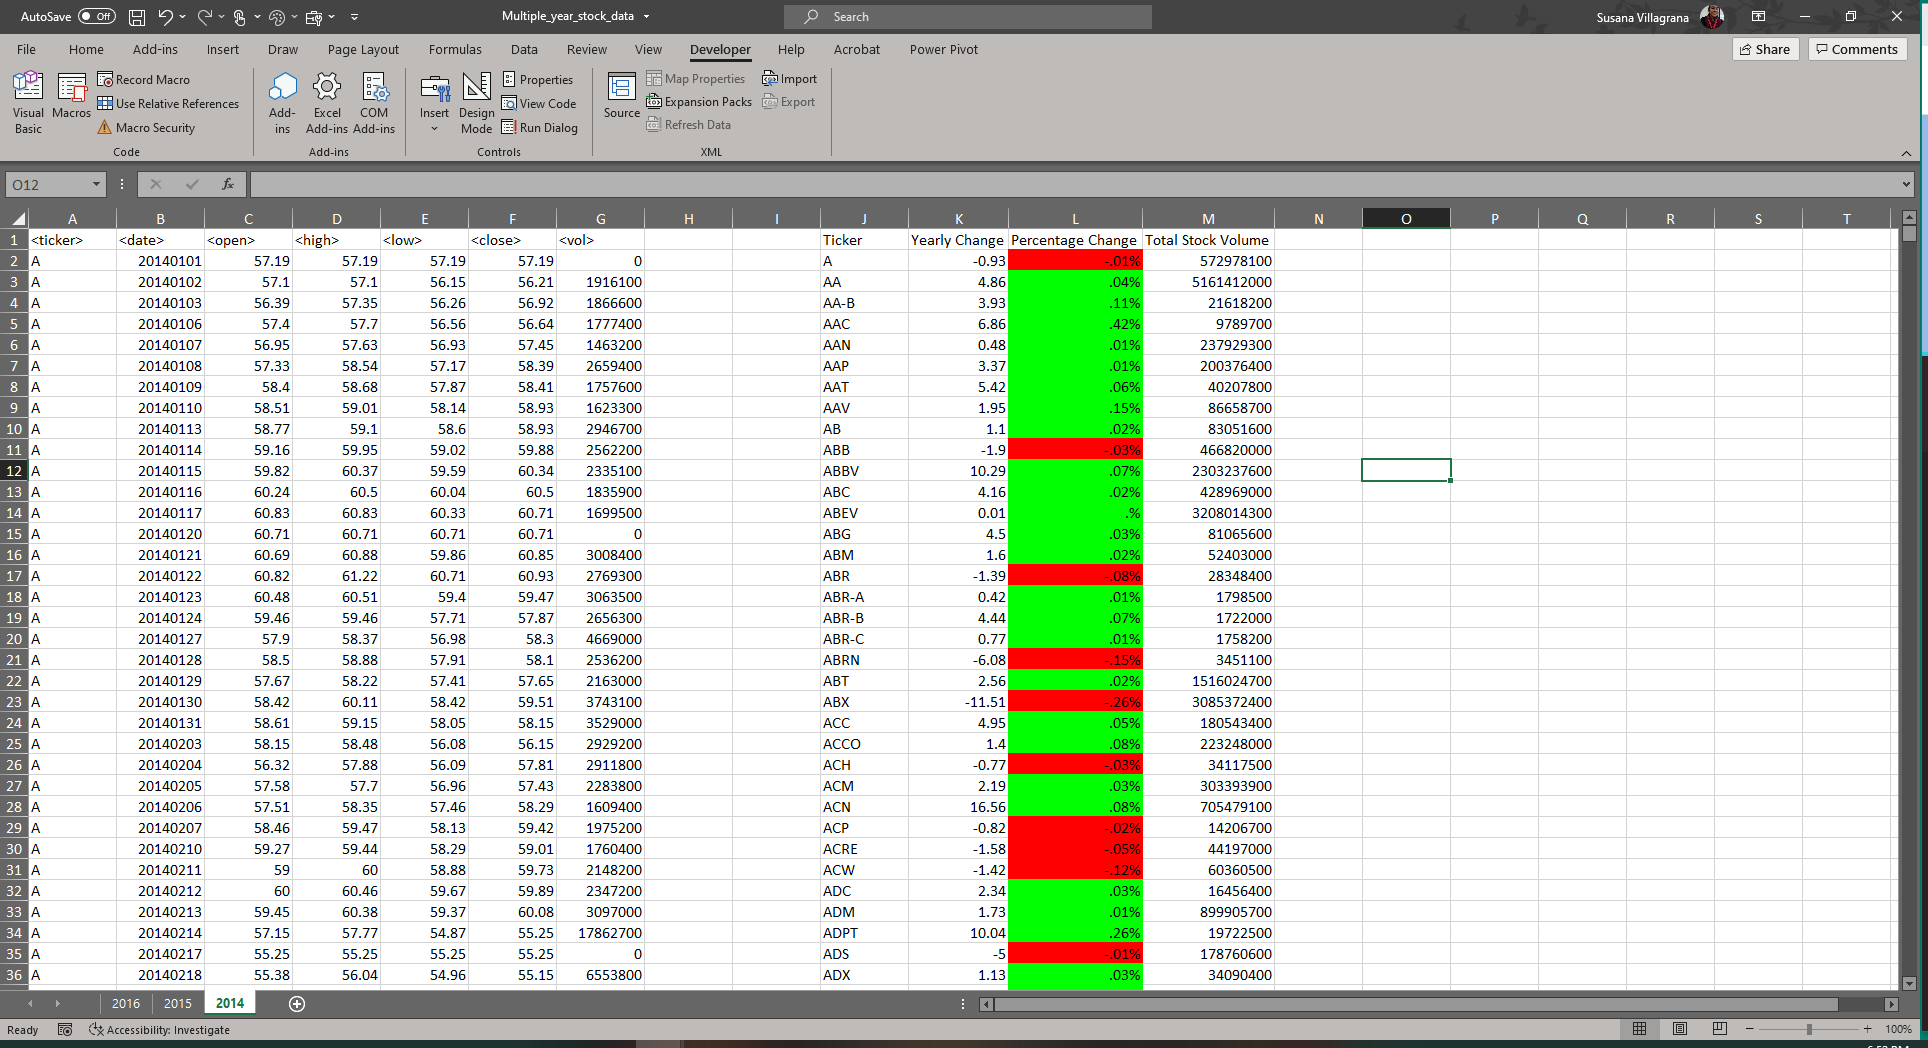 AutoSave Off Multiple_year_stock_data Search Susana Villagrana
File Home Add-ins Insert Draw Page Layout Formulas Data Review View Developer Help Acrobat Power Pivot Share Comments
Visual Basic Macros Record Macro Use Relative References Macro Security Add-ins Excel Add-ins COM Add-ins Insert Design Mode Properties View Code Run Dialog Source Map Properties Expansion Packs Refresh Data Import Export
Code Add-ins Controls XML
O12 fx
A B C D E F G H I J K L M N O P Q R S T
1 <ticker> <date> <open> <high> <low> <close> <vol> Ticker Yearly Change Percentage Change Total Stock Volume
2 A 20140101 57.19 57.19 57.19 57.19 0 A -0.93 -.01% 572978100
3 A 20140102 57.1 57.1 56.15 56.21 1916100 AA 4.86 .04% 5161412000
4 A 20140103 56.39 57.35 56.26 56.92 1866600 AA-B 3.93 .11% 21618200
5 A 20140106 57.4 57.7 56.56 56.64 1777400 AAC 6.86 .42% 9789700
6 A 20140107 56.95 57.63 56.93 57.45 1463200 AAN 0.48 .01% 237929300
7 A 20140108 57.33 58.54 57.17 58.39 2659400 AAP 3.37 .01% 200376400
8 A 20140109 58.4 58.68 57.87 58.41 1757600 AAT 5.42 .06% 40207800
9 A 20140110 58.51 59.01 58.14 58.93 1623300 AAV 1.95 .15% 86658700
10 A 20140113 58.77 59.1 58.6 58.93 2946700 AB 1.1 .02% 83051600
11 A 20140114 59.16 59.95 59.02 59.88 2562200 ABB -1.9 -.03% 466820000
12 A 20140115 59.82 60.37 59.59 60.34 2335100 ABBV 10.29 .07% 2303237600
13 A 20140116 60.24 60.5 60.04 60.5 1835900 ABC 4.16 .02% 428969000
14 A 20140117 60.83 60.83 60.33 60.71 1699500 ABEV 0.01 .% 3208014300
15 A 20140120 60.71 60.71 60.71 60.71 0 ABG 4.5 .03% 81065600
16 A 20140121 60.69 60.88 59.86 60.85 3008400 ABM 1.6 .02% 52403000
17 A 20140122 60.82 61.22 60.71 60.93 2769300 ABR -1.39 -.08% 28348400
18 A 20140123 60.48 60.51 59.4 59.47 3063500 ABR-A 0.42 .01% 1798500
19 A 20140124 59.46 59.46 57.71 57.87 2656300 ABR-B 4.44 .07% 1722000
20 A 20140127 57.9 58.37 56.98 58.3 4669000 ABR-C 0.77 .01% 1758200
21 A 20140128 58.5 58.88 57.91 58.1 2536200 ABRN -6.08 -.15% 3451100
22 A 20140129 57.67 58.22 57.41 57.65 2163000 ABT 2.56 .02% 1516024700
23 A 20140130 58.42 60.11 58.42 59.51 3743100 ABX -11.51 -.26% 3085372400
24 A 20140131 58.61 59.15 58.05 58.15 3529000 ACC 4.95 .05% 180543400
25 A 20140203 58.15 58.48 56.08 56.15 2929200 ACCO 1.4 .08% 223248000
26 A 20140204 56.32 57.88 56.09 57.81 2911800 ACH -0.77 -.03% 34117500
27 A 20140205 57.58 57.7 56.96 57.43 2283800 ACM 2.19 .03% 303393900
28 A 20140206 57.51 58.35 57.46 58.29 1609400 ACN 16.56 .08% 705479100
29 A 20140207 58.46 59.47 58.13 59.42 1975200 ACP -0.82 -.02% 14206700
30 A 20140210 59.27 59.44 58.29 59.01 1760400 ACRE -1.58 -.05% 44197000
31 A 20140211 59 60 58.88 59.73 2148200 ACW -1.42 -.12% 60360500
32 A 20140212 60 60.46 59.67 59.89 2347200 ADC 2.34 .03% 16456400
33 A 20140213 59.45 60.38 59.37 60.08 3097000 ADM 1.73 .01% 899905700
34 A 20140214 57.15 57.77 54.87 55.25 17862700 ADPT 10.04 .26% 19722500
35 A 20140217 55.25 55.25 55.25 55.25 0 ADS -5 -.01% 178760600
36 A 20140218 55.38 56.04 54.96 55.15 6553800 ADX 1.13 .03% 34090400
2016 2015 2014
Ready Accessibility: Investigate 100%